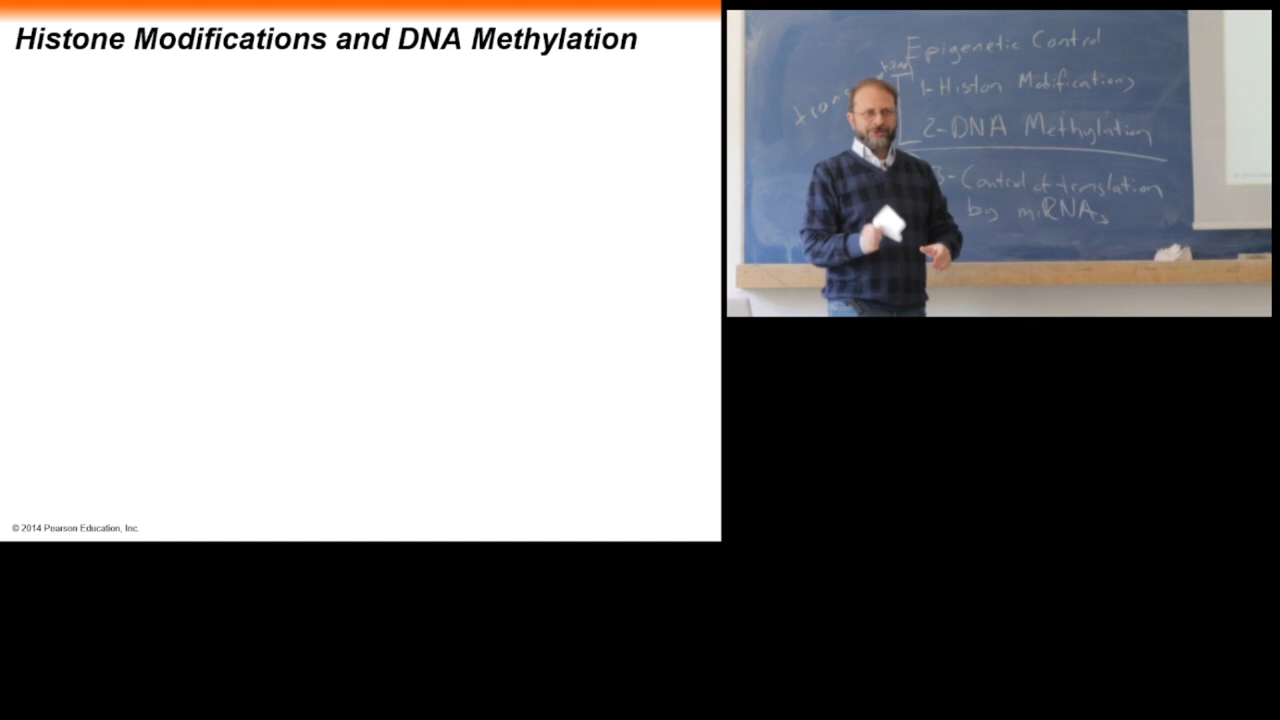 Histone Modifications and DNA Methylation
© 2014 Pearson Education, Inc.
Epigenetic Control
1-Histon Modifications
2-DNA Methylation
3-Control of translation
by miRNAs